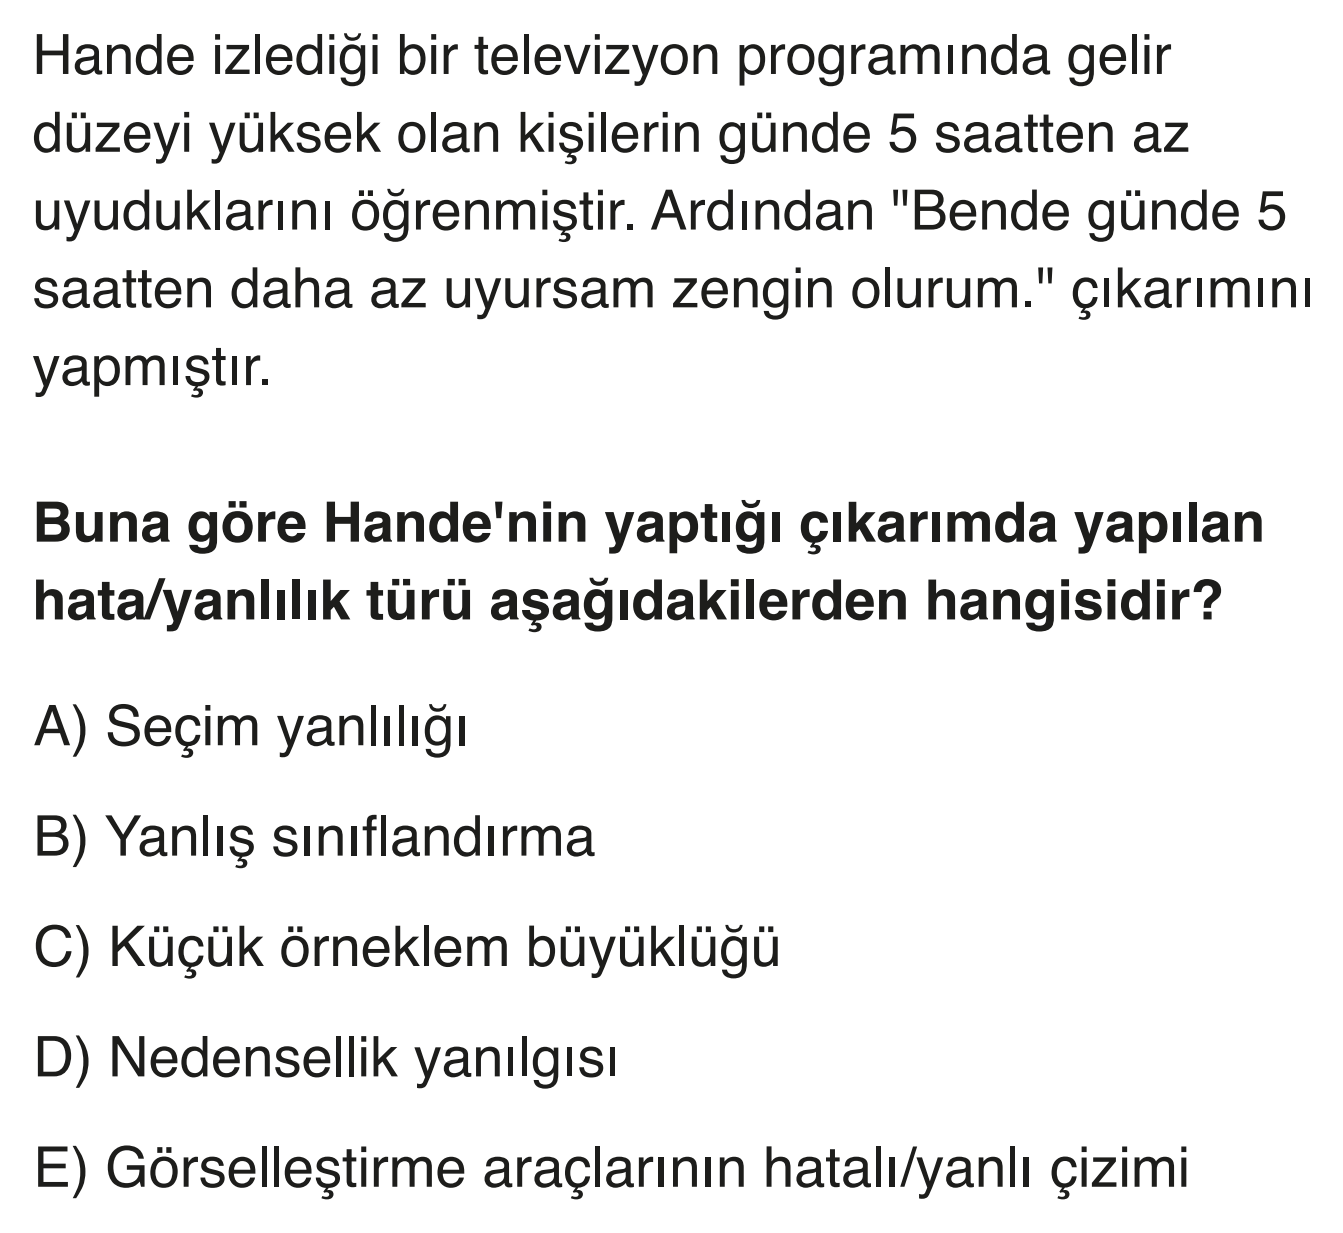 Hande izlediği bir televizyon programında gelir
düzeyi yüksek olan kişilerin günde 5 saatten az
uyuduklarını öğrenmiştir. Ardından "Bende günde 5
saatten daha az uyursam zengin olurum." çıkarımını
yapmıştır.
Buna göre Hande'nin yaptığı çıkarımda yapılan
hata/yanlılık türü aşağıdakilerden hangisidir?
A) Seçim yanlılığı
B) Yanlış sınıflandırma
C) Küçük örneklem büyüklüğü
D) Nedensellik yanılgısı
E) Görselleştirme araçlarının hatalı/yanlı çizimi